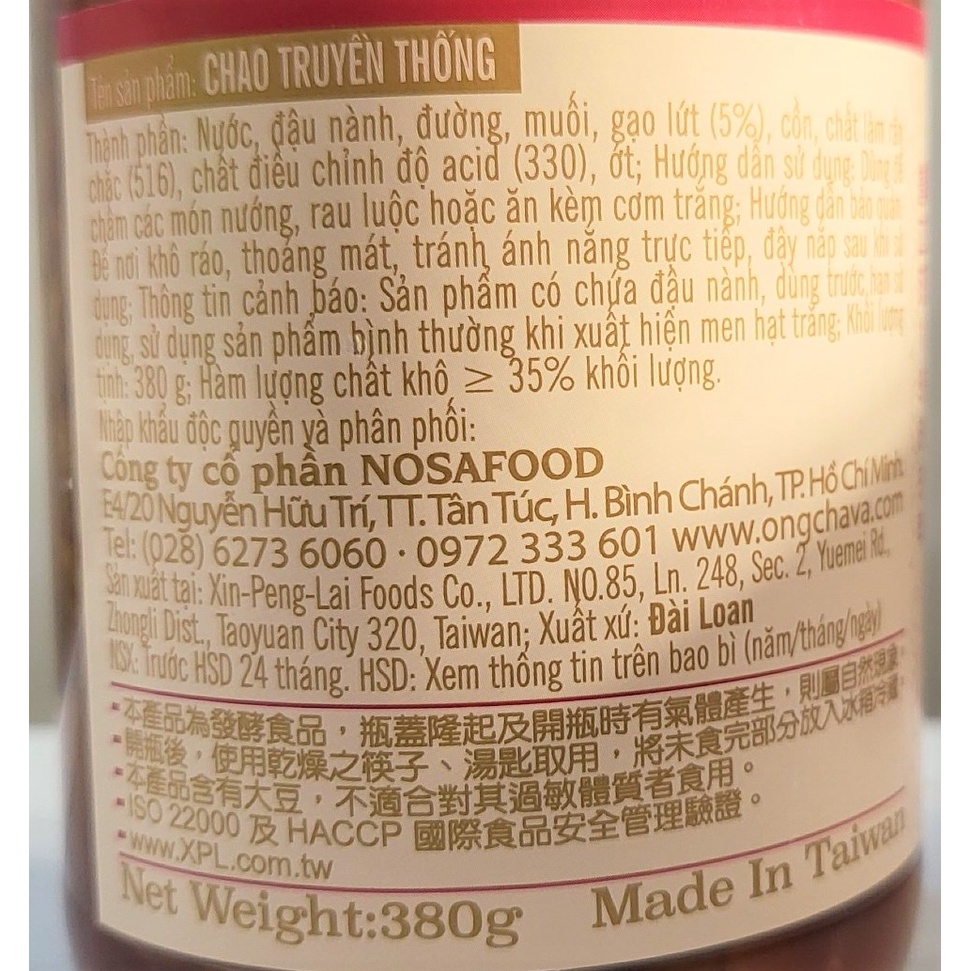 Tên sản phẩm: CHAO TRUYỀN THỐNG
Thành phần: Nước, đậu nành, đường, muối, gạo lứt (5%), cồn, chất làm rắn
chắc (516), chất điều chỉnh độ acid (330), ớt; Hướng dẫn sử dụng: Dùng để
chấm các món nướng, rau luộc hoặc ăn kèm cơm trắng; Hướng dẫn bảo quản:
Để nơi khô ráo, thoáng mát, tránh ánh nắng trực tiếp, đậy nắp sau khi sử
dụng; Thông tin cảnh báo: Sản phẩm có chứa đậu nành, dùng trước hạn sử
dụng, sử dụng sản phẩm bình thường khi xuất hiện men hạt trắng; Khối lượng
tịnh: 380 g; Hàm lượng chất khô ≥ 35% khối lượng.
Nhập khẩu độc quyền và phân phối:
Công ty cổ phần NOSAFOOD
E4/20 Nguyễn Hữu Trí, TT. Tân Túc, H. Bình Chánh, TP. Hồ Chí Minh
Tel: (028) 6273 6060 · 0972 333 601 www.ongchava.com
Sản xuất tại: Xin-Peng-Lai Foods Co., LTD. NO.85, Ln. 248, Sec. 2, Yuemei Rd.,
Zhongli Dist., Taoyuan City 320, Taiwan; Xuất xứ: Đài Loan
NSX: Trước HSD 24 tháng. HSD: Xem thông tin trên bao bì (năm/tháng/ngày)
本產品為發酵食品，瓶蓋隆起及開瓶時有氣體產生，則屬自然現象。
開瓶後，使用乾燥之筷子、湯匙取用，將未食完部分放入冰箱冷藏。
本產品含有大豆，不適合對其過敏體質者食用。
ISO 22000 及 HACCP 國際食品安全管理驗證。
www.XPL.com.tw
Net Weight:380g Made In Taiwan